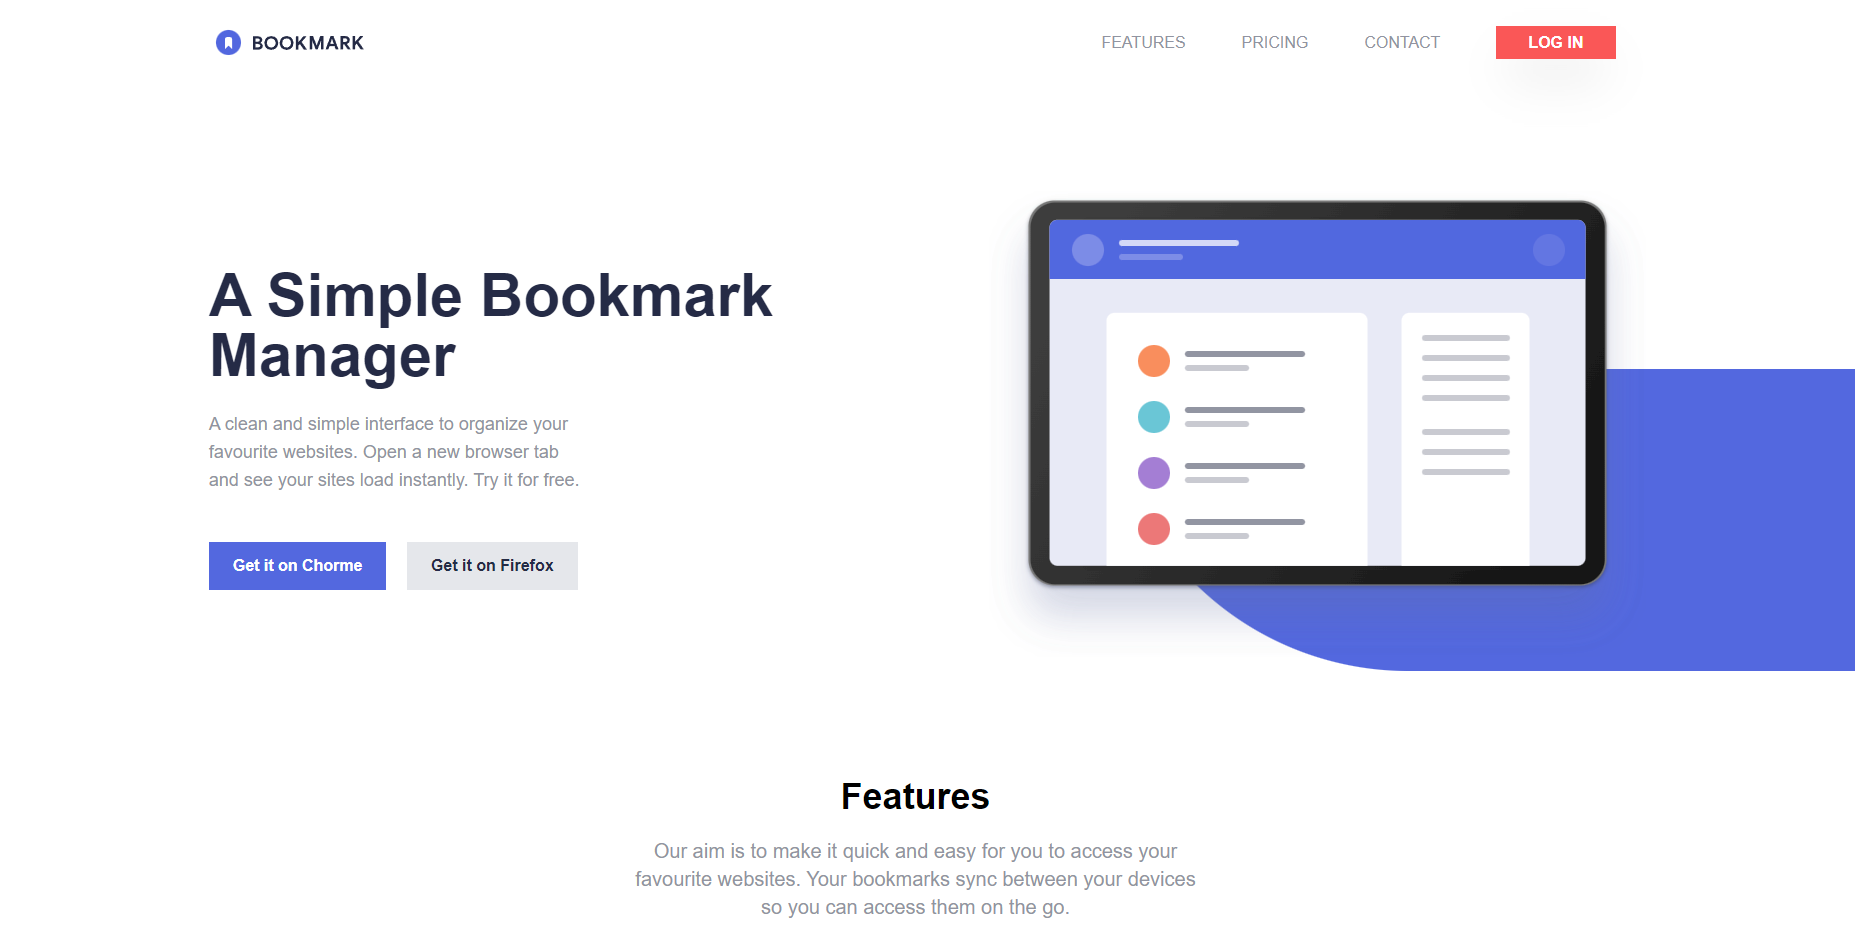 BOOKMARK
FEATURES
PRICING
CONTACT
LOG IN
A Simple Bookmark
Manager
A clean and simple interface to organize your
favourite websites. Open a new browser tab
and see your sites load instantly. Try it for free.
Get it on Chorme
Get it on Firefox
Features
Our aim is to make it quick and easy for you to access your
favourite websites. Your bookmarks sync between your devices
so you can access them on the go.